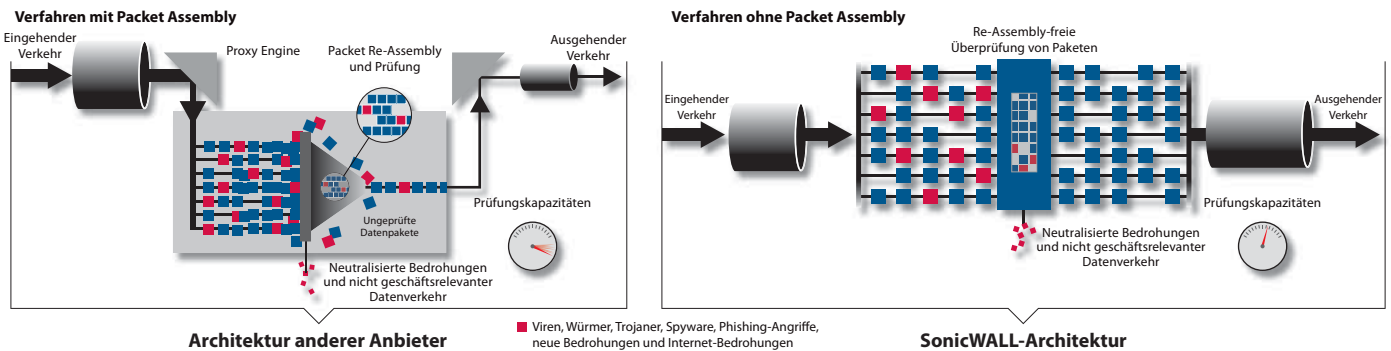 Verfahren mit Packet Assembly
Eingehender
Verkehr
Proxy Engine
Packet Re-Assembly
und Prüfung
Ausgehender
Verkehr
Ungeprüfte
Datenpakete
Prüfungskapazitäten
Neutralisierte Bedrohungen
und nicht geschäftsrelevanter
Datenverkehr
Architektur anderer Anbieter
Viren, Würmer, Trojaner, Spyware, Phishing-Angriffe,
neue Bedrohungen und Internet-Bedrohungen
Verfahren ohne Packet Assembly
Re-Assembly-freie
Überprüfung von Paketen
Eingehender
Verkehr
Ausgehender
Verkehr
Prüfungskapazitäten
Neutralisierte Bedrohungen
und nicht geschäftsrelevanter
Datenverkehr
SonicWALL-Architektur